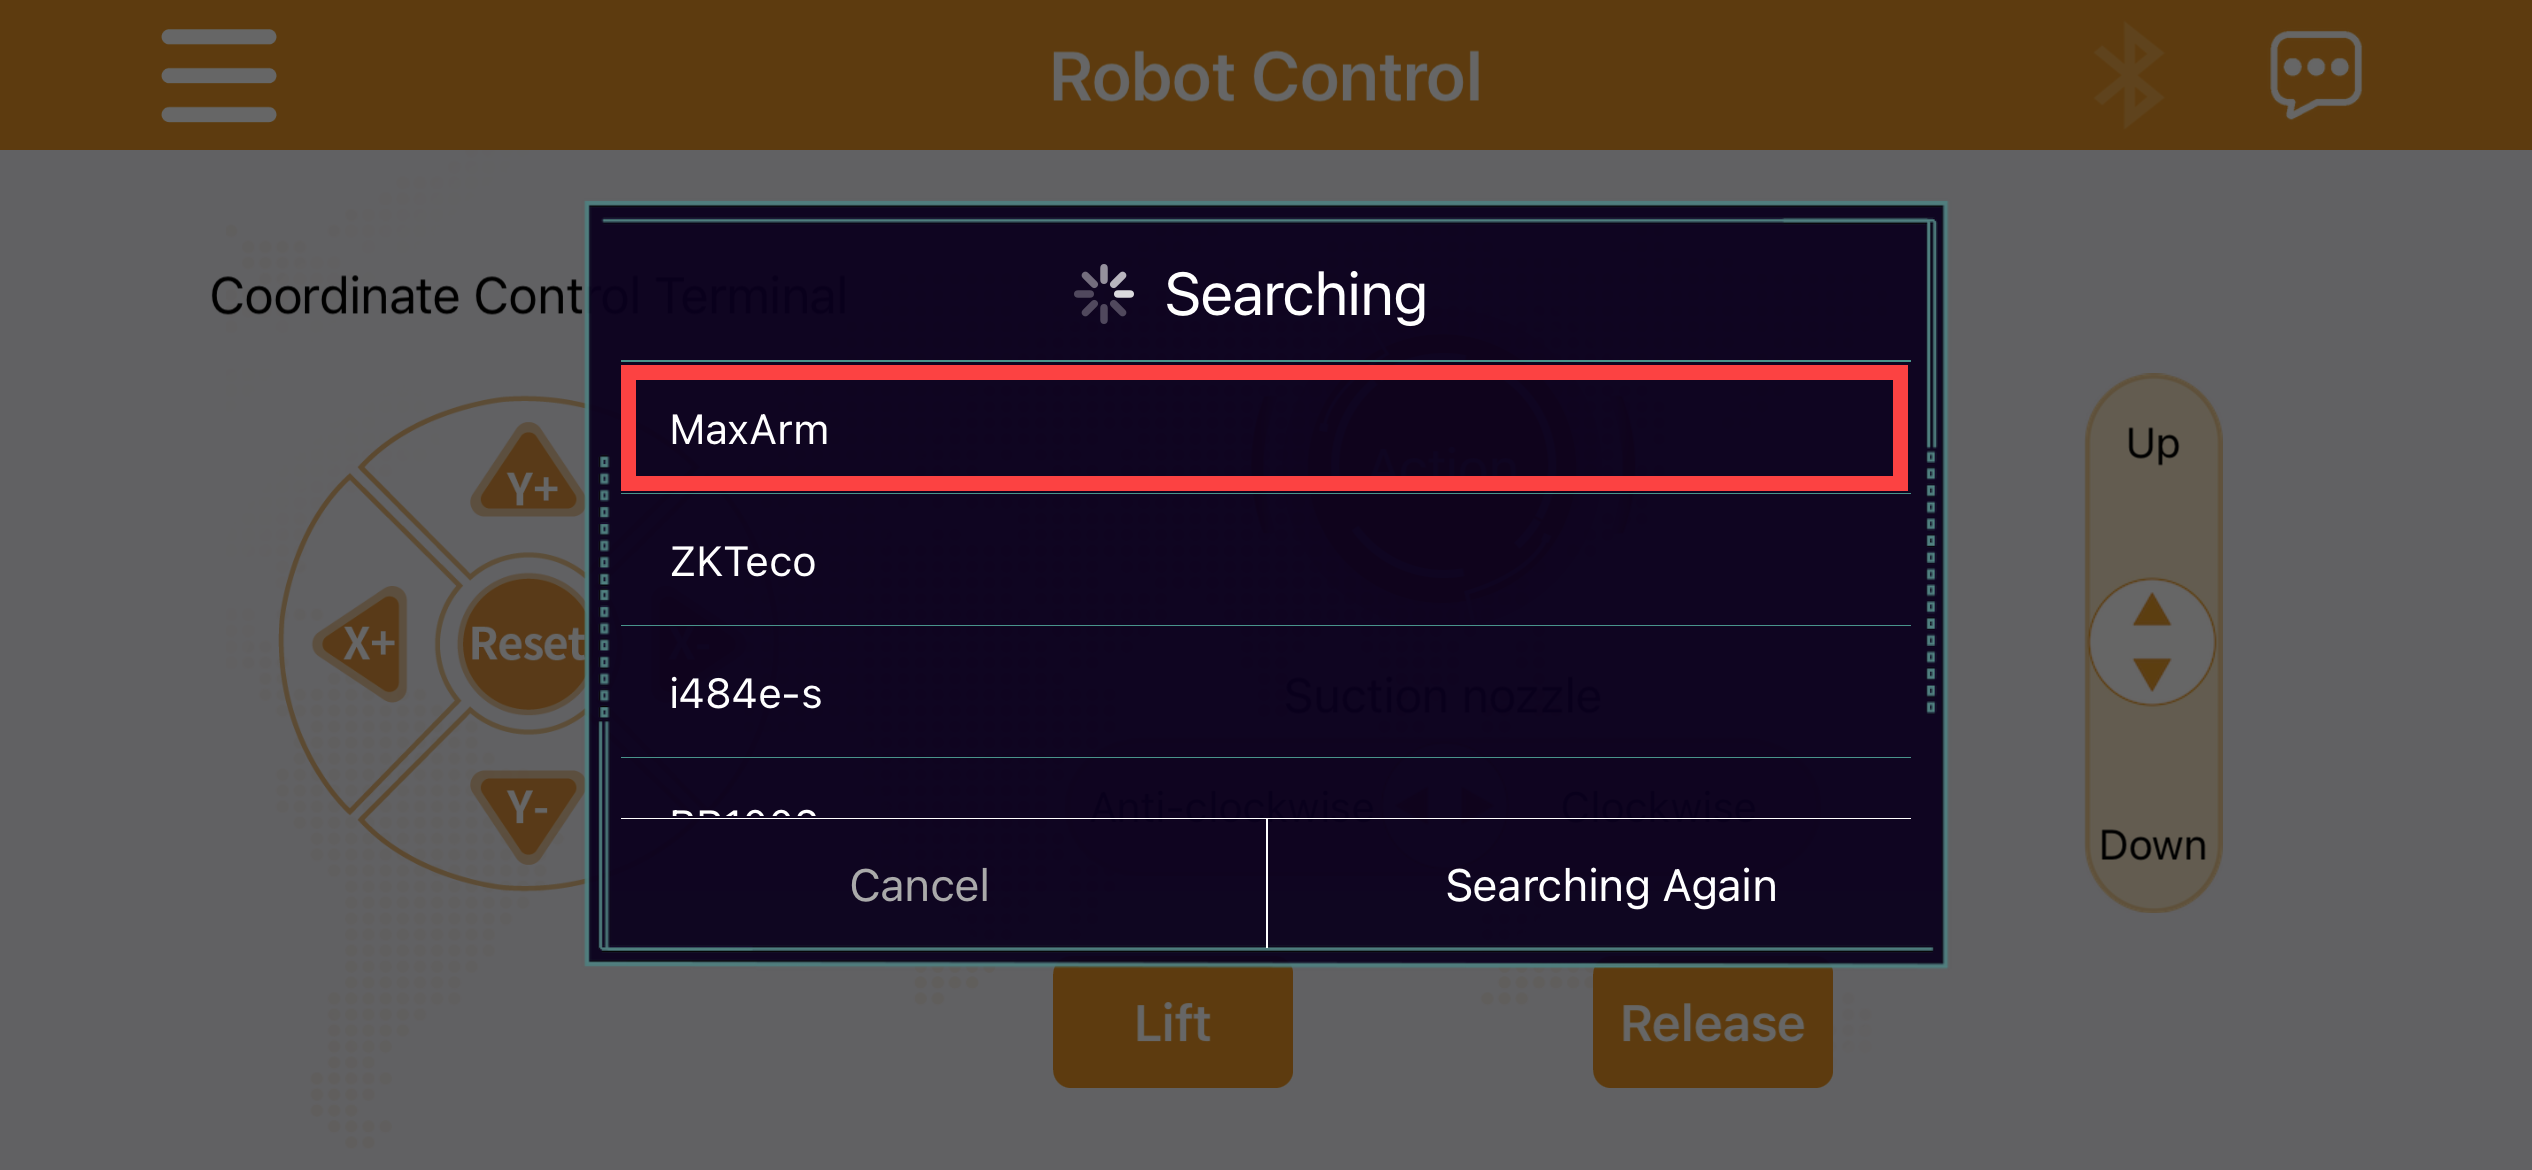 Robot Control
Coordinate Control Terminal
Searching
MaxArm
Action
ZKTeco
i484e-s
Suction nozzle
Anti-clockwise
Clockwise
Cancel
Searching Again
Y+
X+
Reset
Y-
Up
Down
Lift
Release